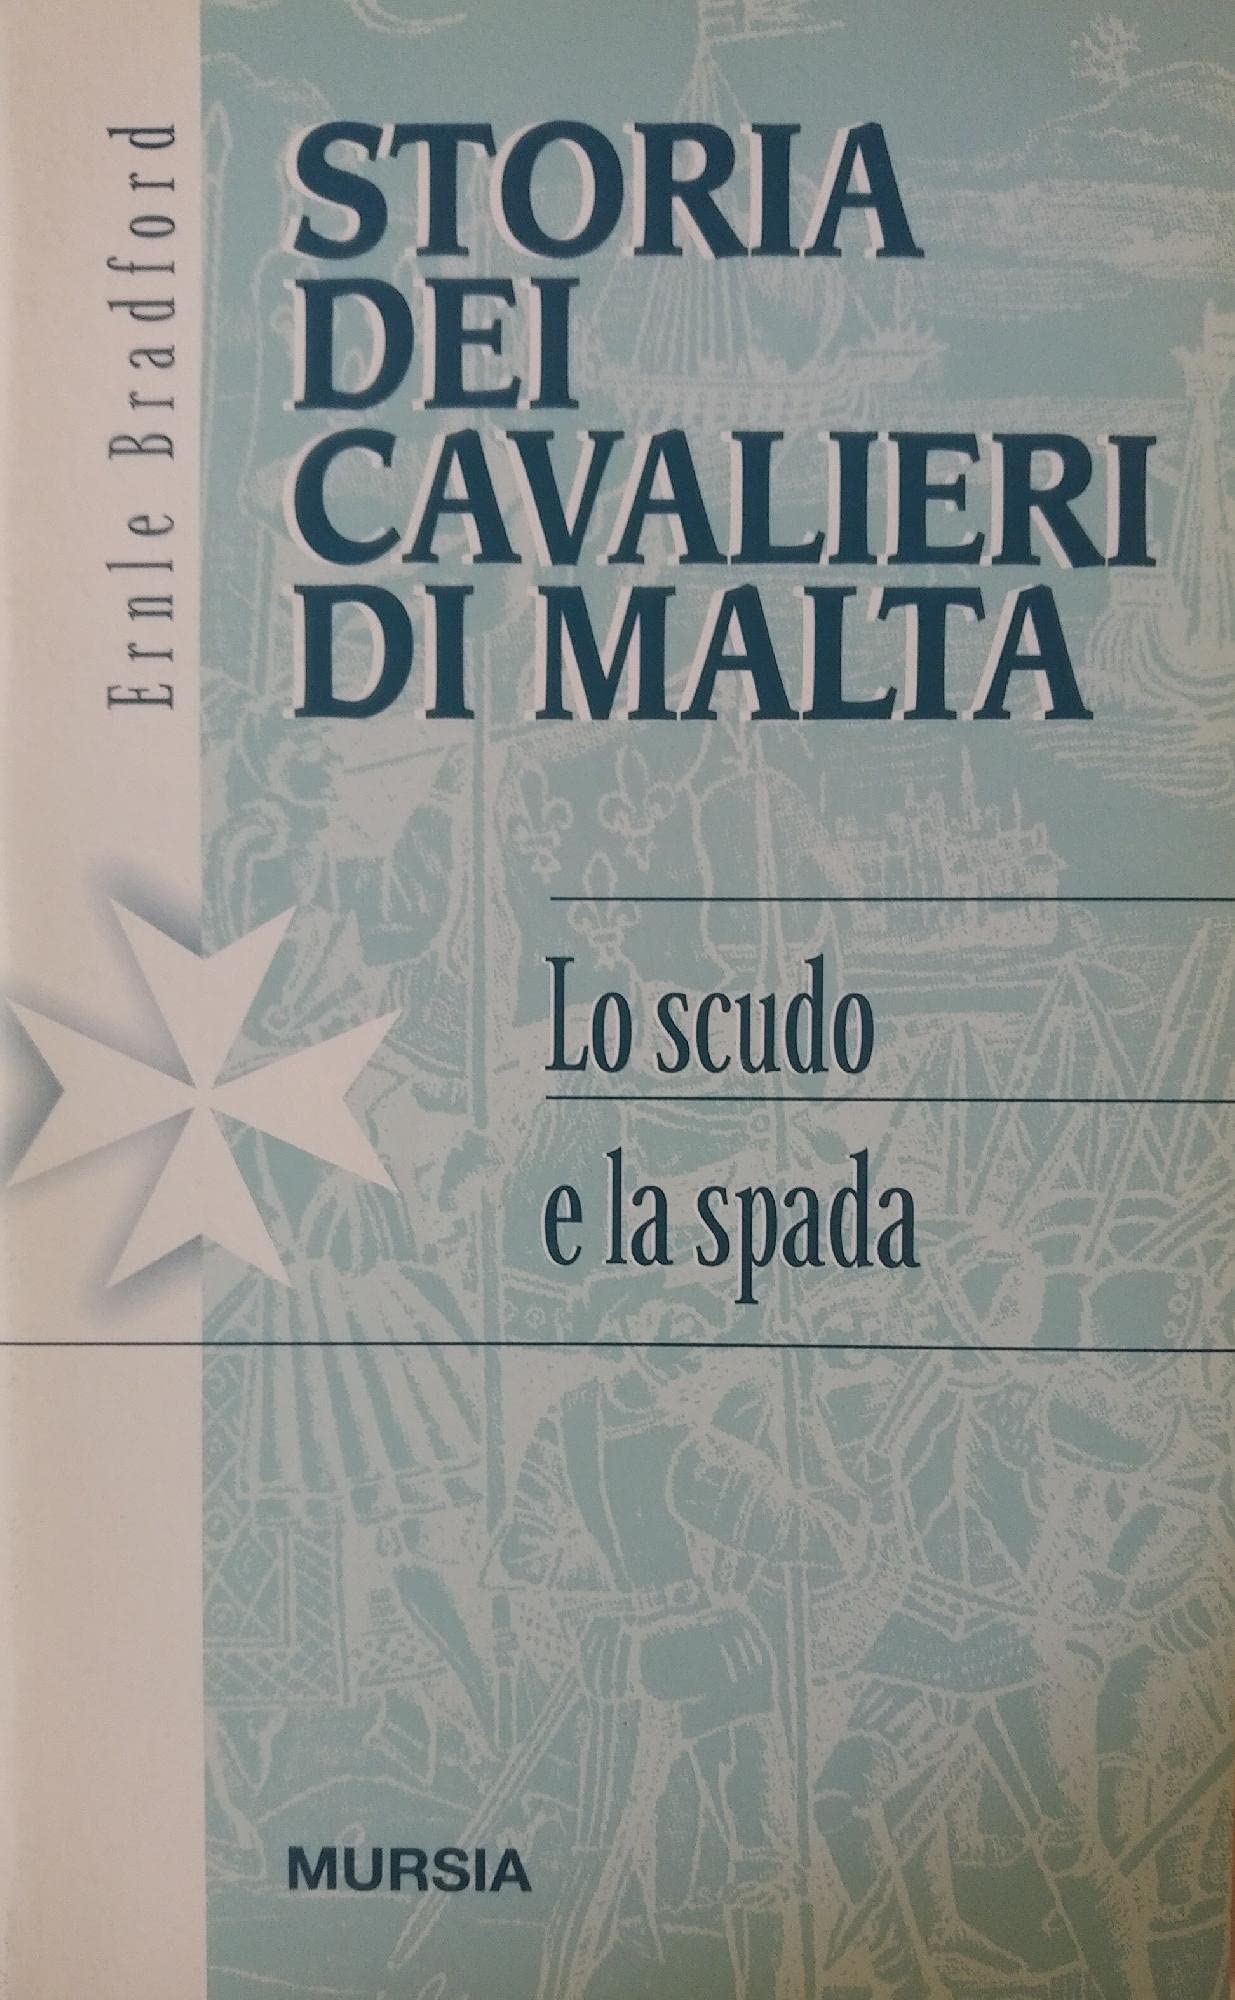 Ernle Bradford
STORIA
DEI
CAVALIERI
DI MALTA
Lo scudo
e la spada
MURSIA